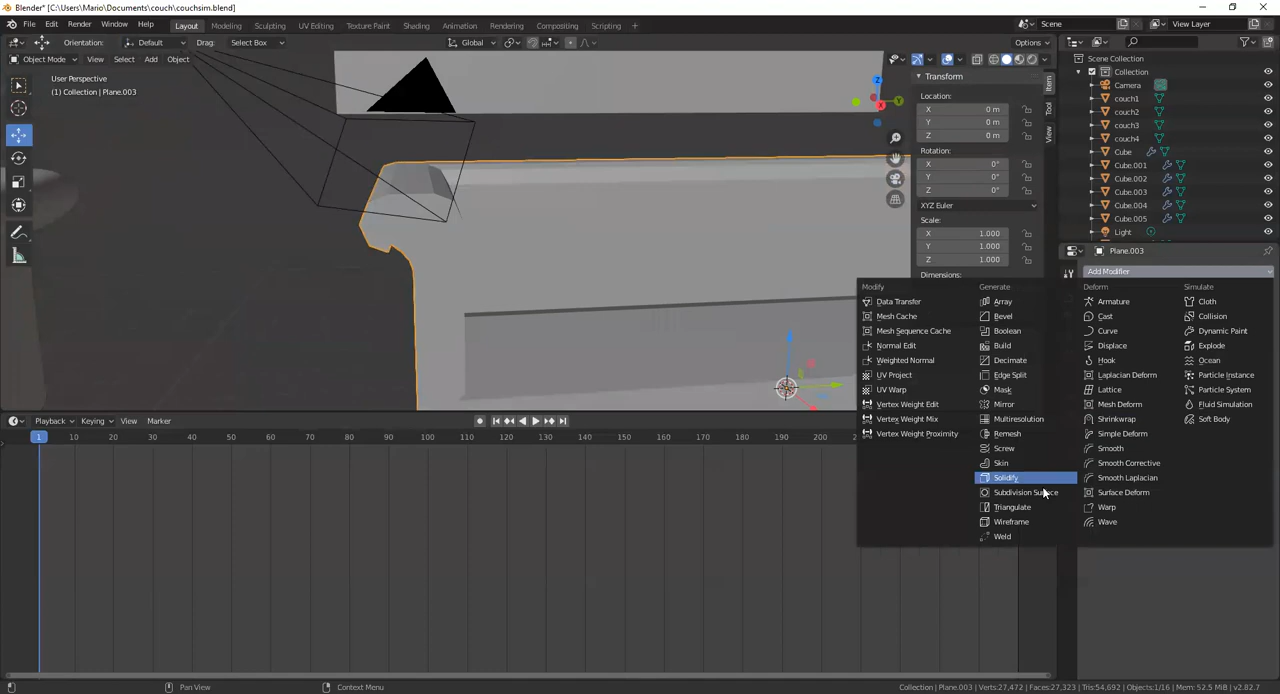 Blender* [C:\Users\Mario\Documents\couch\couchsim.blend]
File Edit Render Window Help Layout Modeling Sculpting UV Editing Texture Paint Shading Animation Rendering Compositing Scripting + Scene View Layer
Orientation: Default Drag: Select Box Global Options
Object Mode View Select Add Object
User Perspective
(1) Collection | Plane.003
Z
Y
X
Transform
Location:
X 0 m
Y 0 m
Z 0 m
Rotation:
X 0°
Y 0°
Z 0°
XYZ Euler
Scale:
X 1.000
Y 1.000
Z 1.000
Dimensions:
Item
Tool
View
Scene Collection
Collection
Camera
couch1
couch2
couch3
couch4
Cube
Cube.001
Cube.002
Cube.003
Cube.004
Cube.005
Light
Plane.003
Add Modifier
Modify
Data Transfer
Mesh Cache
Mesh Sequence Cache
Normal Edit
Weighted Normal
UV Project
UV Warp
Vertex Weight Edit
Vertex Weight Mix
Vertex Weight Proximity
Generate
Array
Bevel
Boolean
Build
Decimate
Edge Split
Mask
Mirror
Multiresolution
Remesh
Screw
Skin
Solidify
Subdivision Surface
Triangulate
Wireframe
Weld
Deform
Armature
Cast
Curve
Displace
Hook
Laplacian Deform
Lattice
Mesh Deform
Shrinkwrap
Simple Deform
Smooth
Smooth Corrective
Smooth Laplacian
Surface Deform
Warp
Wave
Simulate
Cloth
Collision
Dynamic Paint
Explode
Ocean
Particle Instance
Particle System
Fluid Simulation
Soft Body
Playback Keying View Marker
1 10 20 30 40 50 60 70 80 90 100 110 120 130 140 150 160 170 180 190 200
Pan View Context Menu Collection | Plane.003 | Verts:27,472 | Faces:27,323 | Tris:54,692 | Objects:1/16 | Mem: 52.5 MiB | v2.82.7